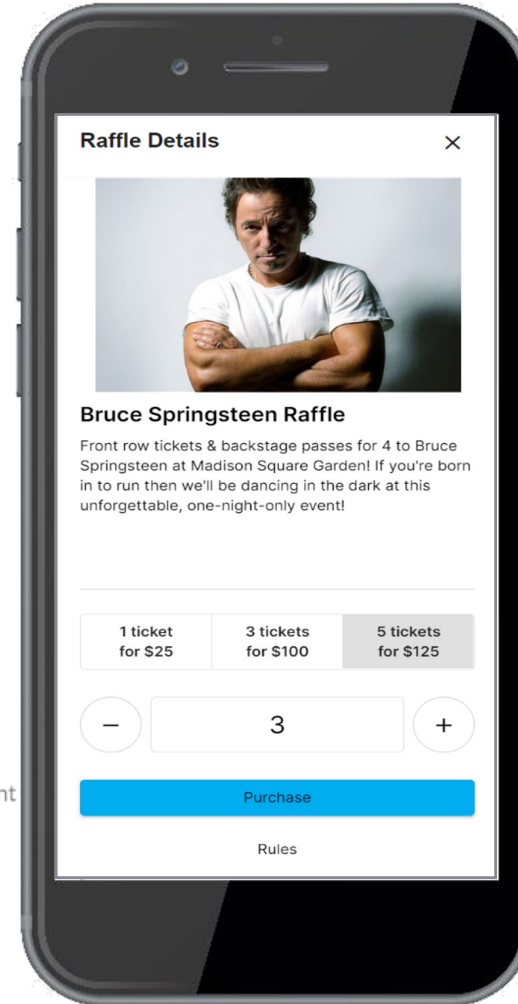 Raffle Details
Bruce Springsteen Raffle
Front row tickets & backstage passes for 4 to Bruce
Springsteen at Madison Square Garden! If you're born
in to run then we'll be dancing in the dark at this
unforgettable, one-night-only event!
1 ticket
for $25
3 tickets
for $100
5 tickets
for $125
3
Purchase
Rules